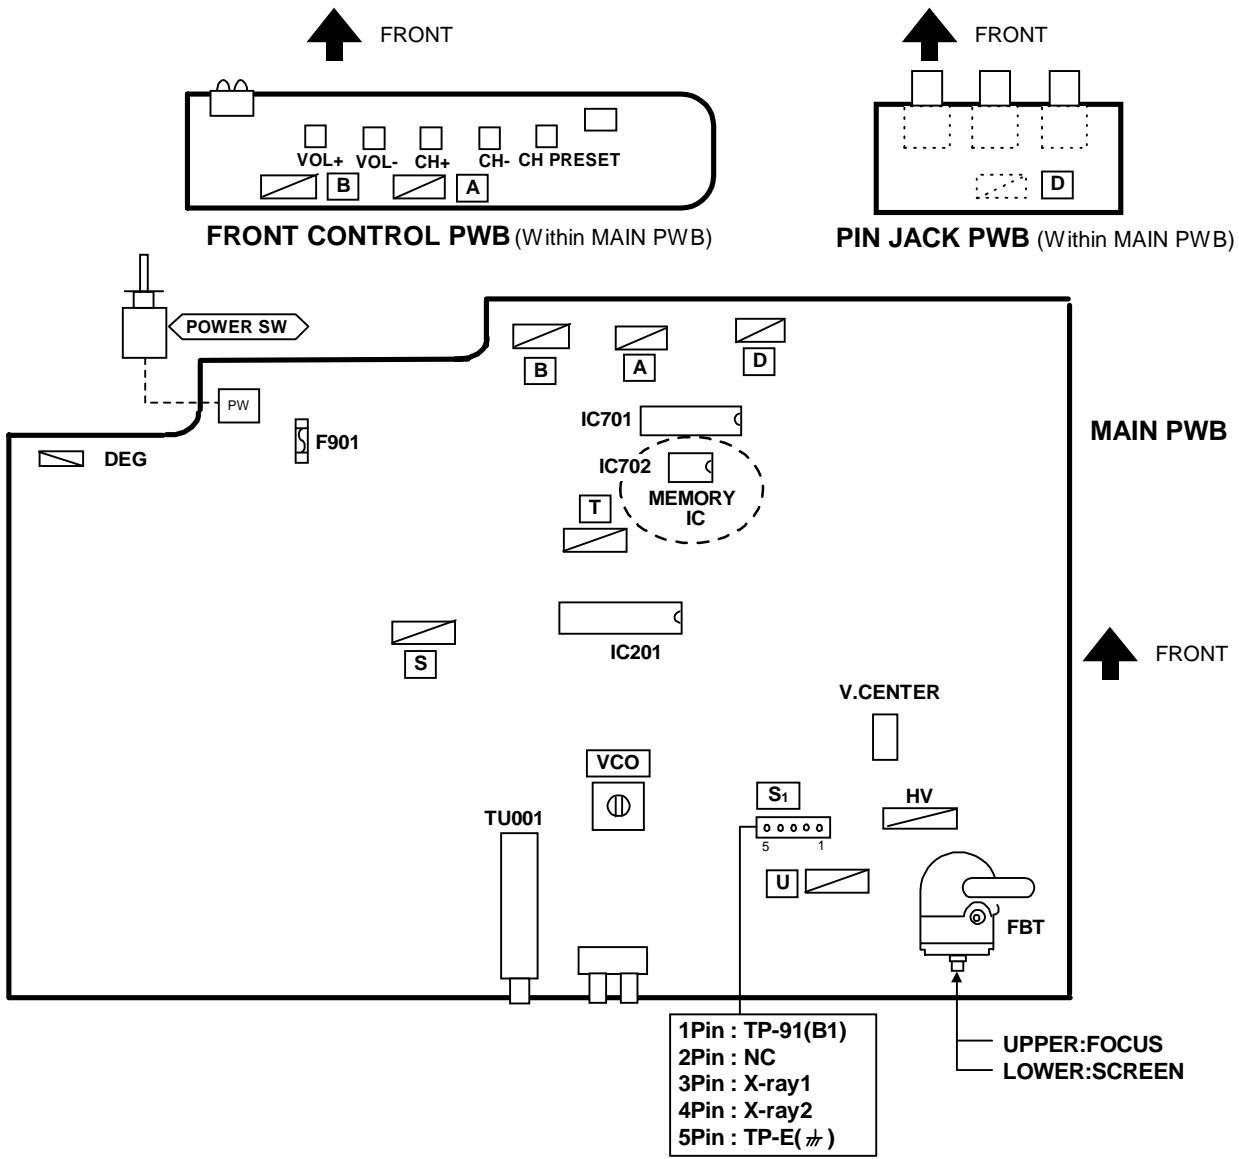 FRONT
FRONT
VOL+ VOL- CH+ CH- CH PRESET
B A
D
FRONT CONTROL PWB (Within MAIN PWB)
PIN JACK PWB (Within MAIN PWB)
POWER SW
B A D
PW
IC701
F901
MAIN PWB
DEG
IC702
MEMORY
IC
T
IC201
S
FRONT
V.CENTER
VCO
S1
HV
TU001
5 1
U
FBT
1Pin : TP-91(B1)
2Pin : NC
3Pin : X-ray1
4Pin : X-ray2
5Pin : TP-E( )
UPPER:FOCUS
LOWER:SCREEN